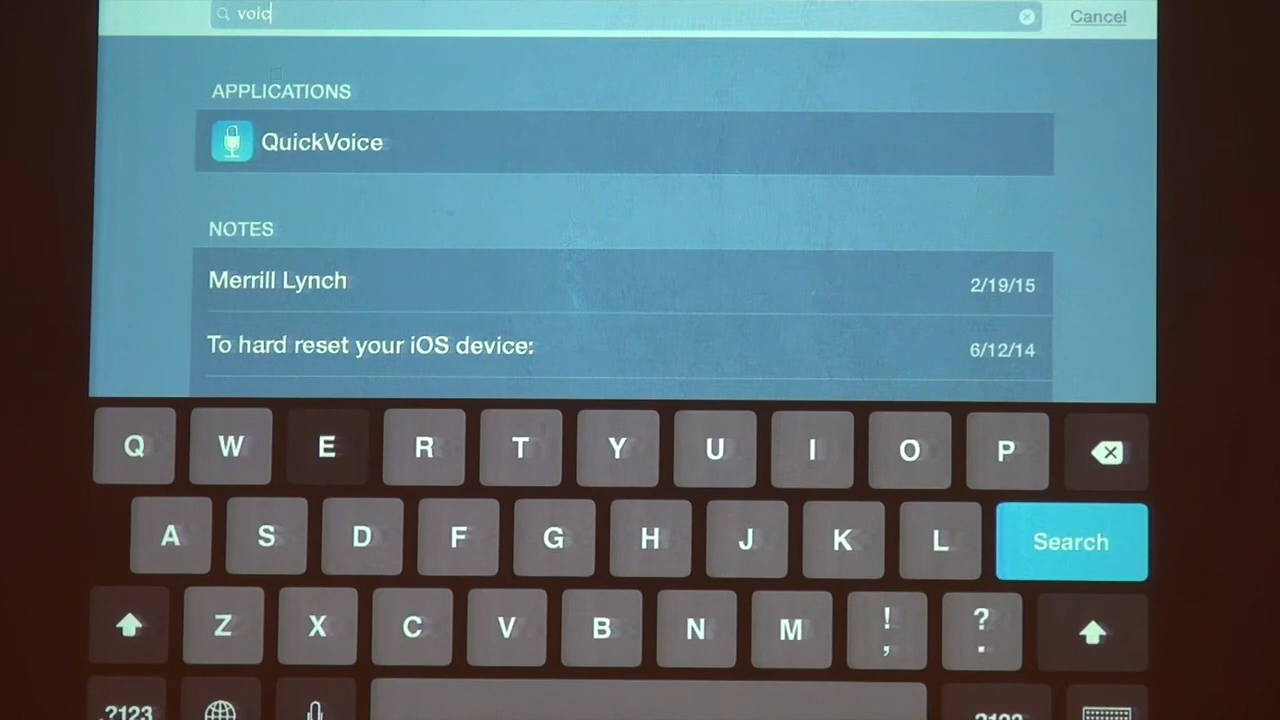 voic
Cancel
APPLICATIONS
QuickVoice
NOTES
Merrill Lynch 2/19/15
To hard reset your iOS device: 6/12/14
Q W E R T Y U I O P
A S D F G H J K L Search
Z X C V B N M ! , ? .
.?123 .?123